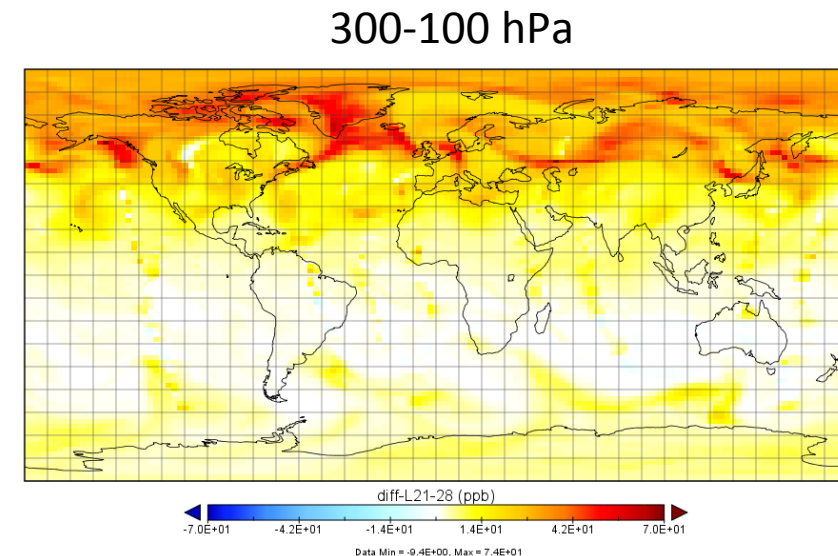 300-100 hPa
diff-L21-28 (ppb)
-7.0E+01 -4.2E+01 -1.4E+01 1.4E+01 4.2E+01 7.0E+01
Data Min = -9.4E+00, Max = 7.4E+01